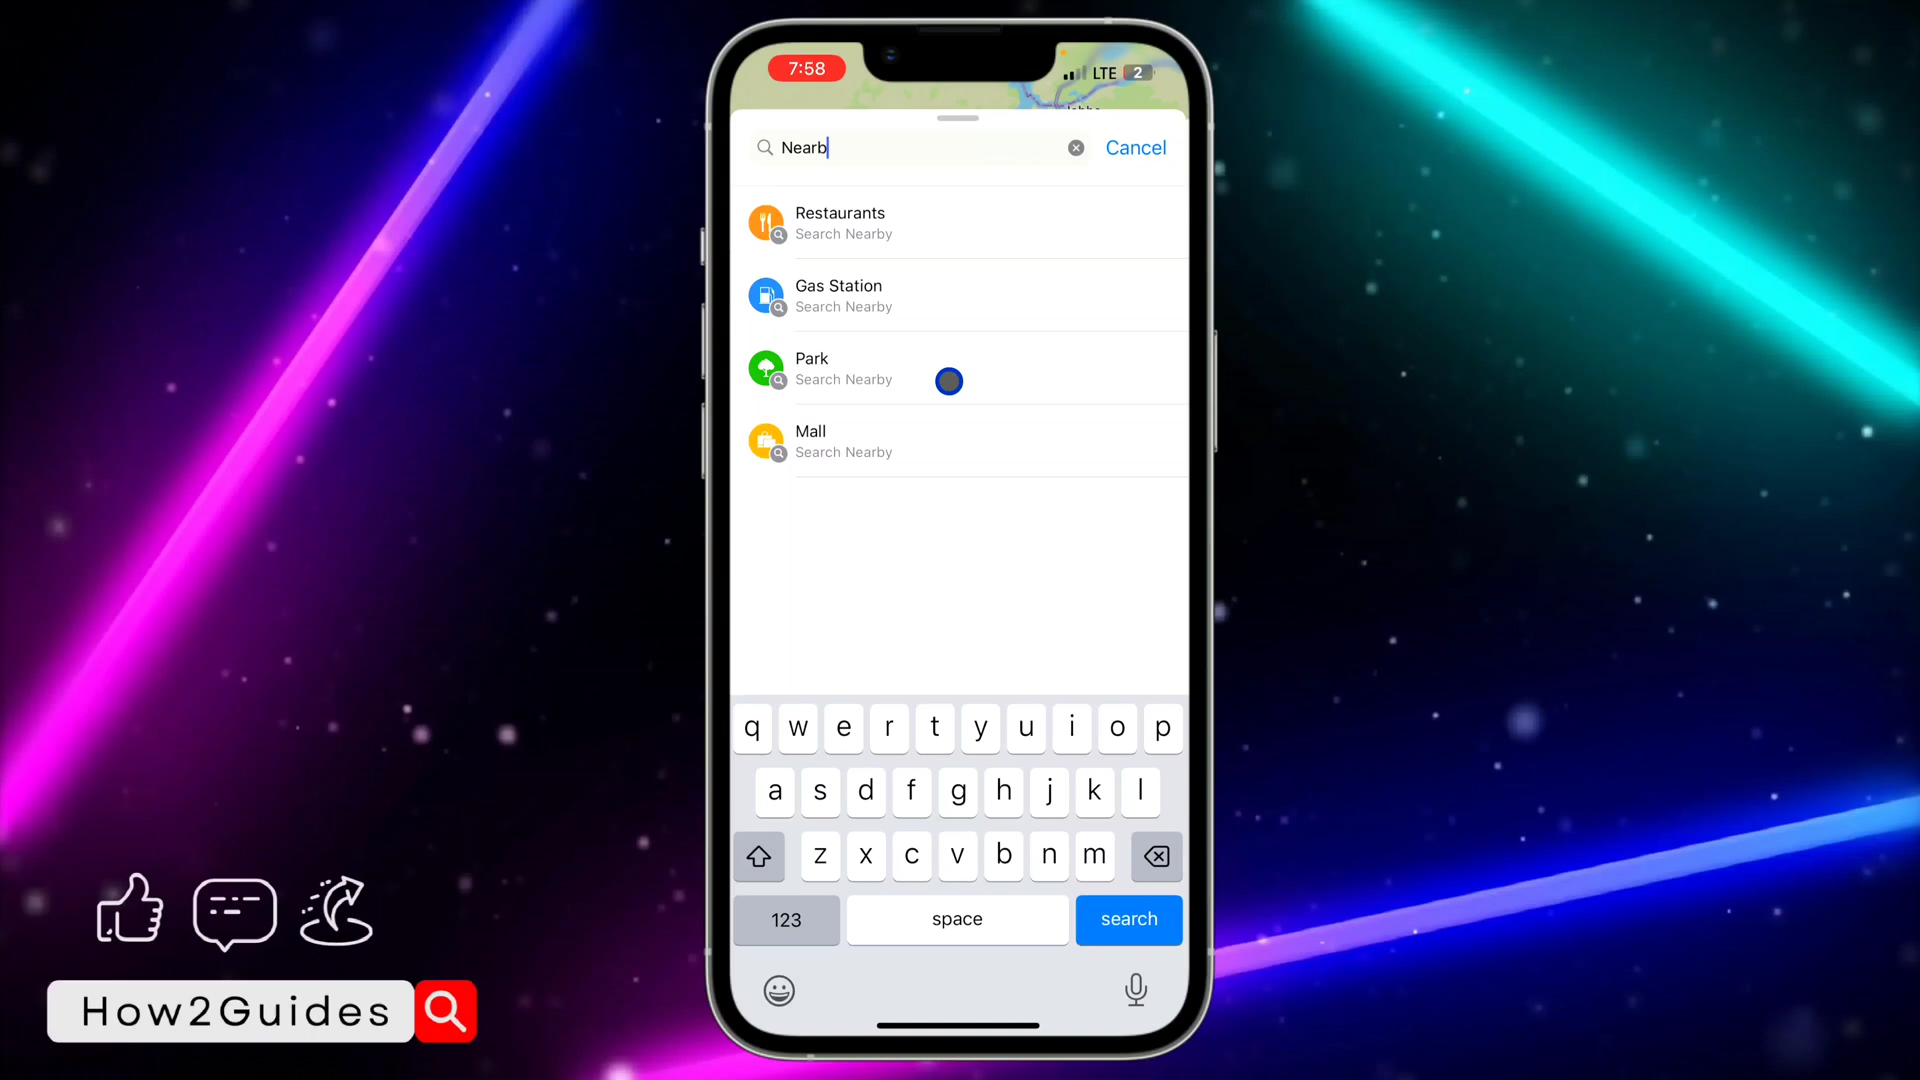 7:58
LTE 2
Nearb
Cancel
Restaurants
Search Nearby
Gas Station
Search Nearby
Park
Search Nearby
Mall
Search Nearby
q w e r t y u i o p
a s d f g h j k l
z x c v b n m
123 space search
How2Guides